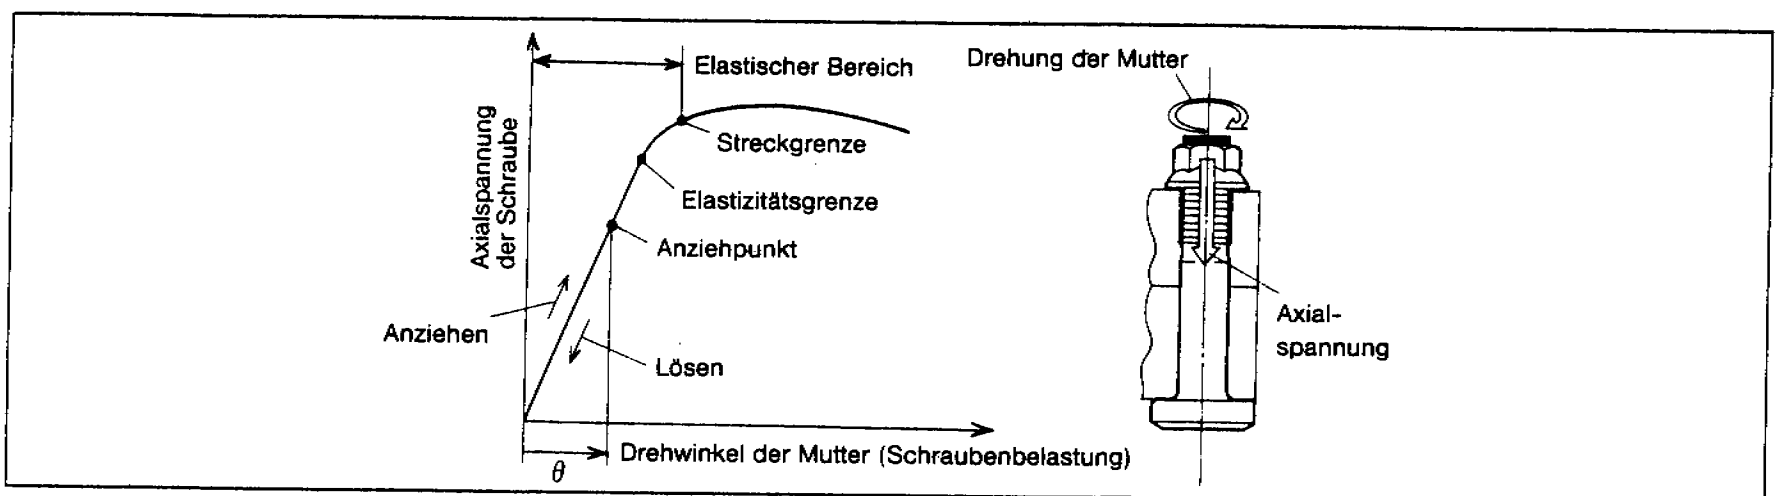 Elastischer Bereich
Streckgrenze
Elastizitätsgrenze
Anziehpunkt
Axialspannung
der Schraube
Anziehen
Lösen
θ
Drehwinkel der Mutter (Schraubenbelastung)
Drehung der Mutter
Axial-
spannung